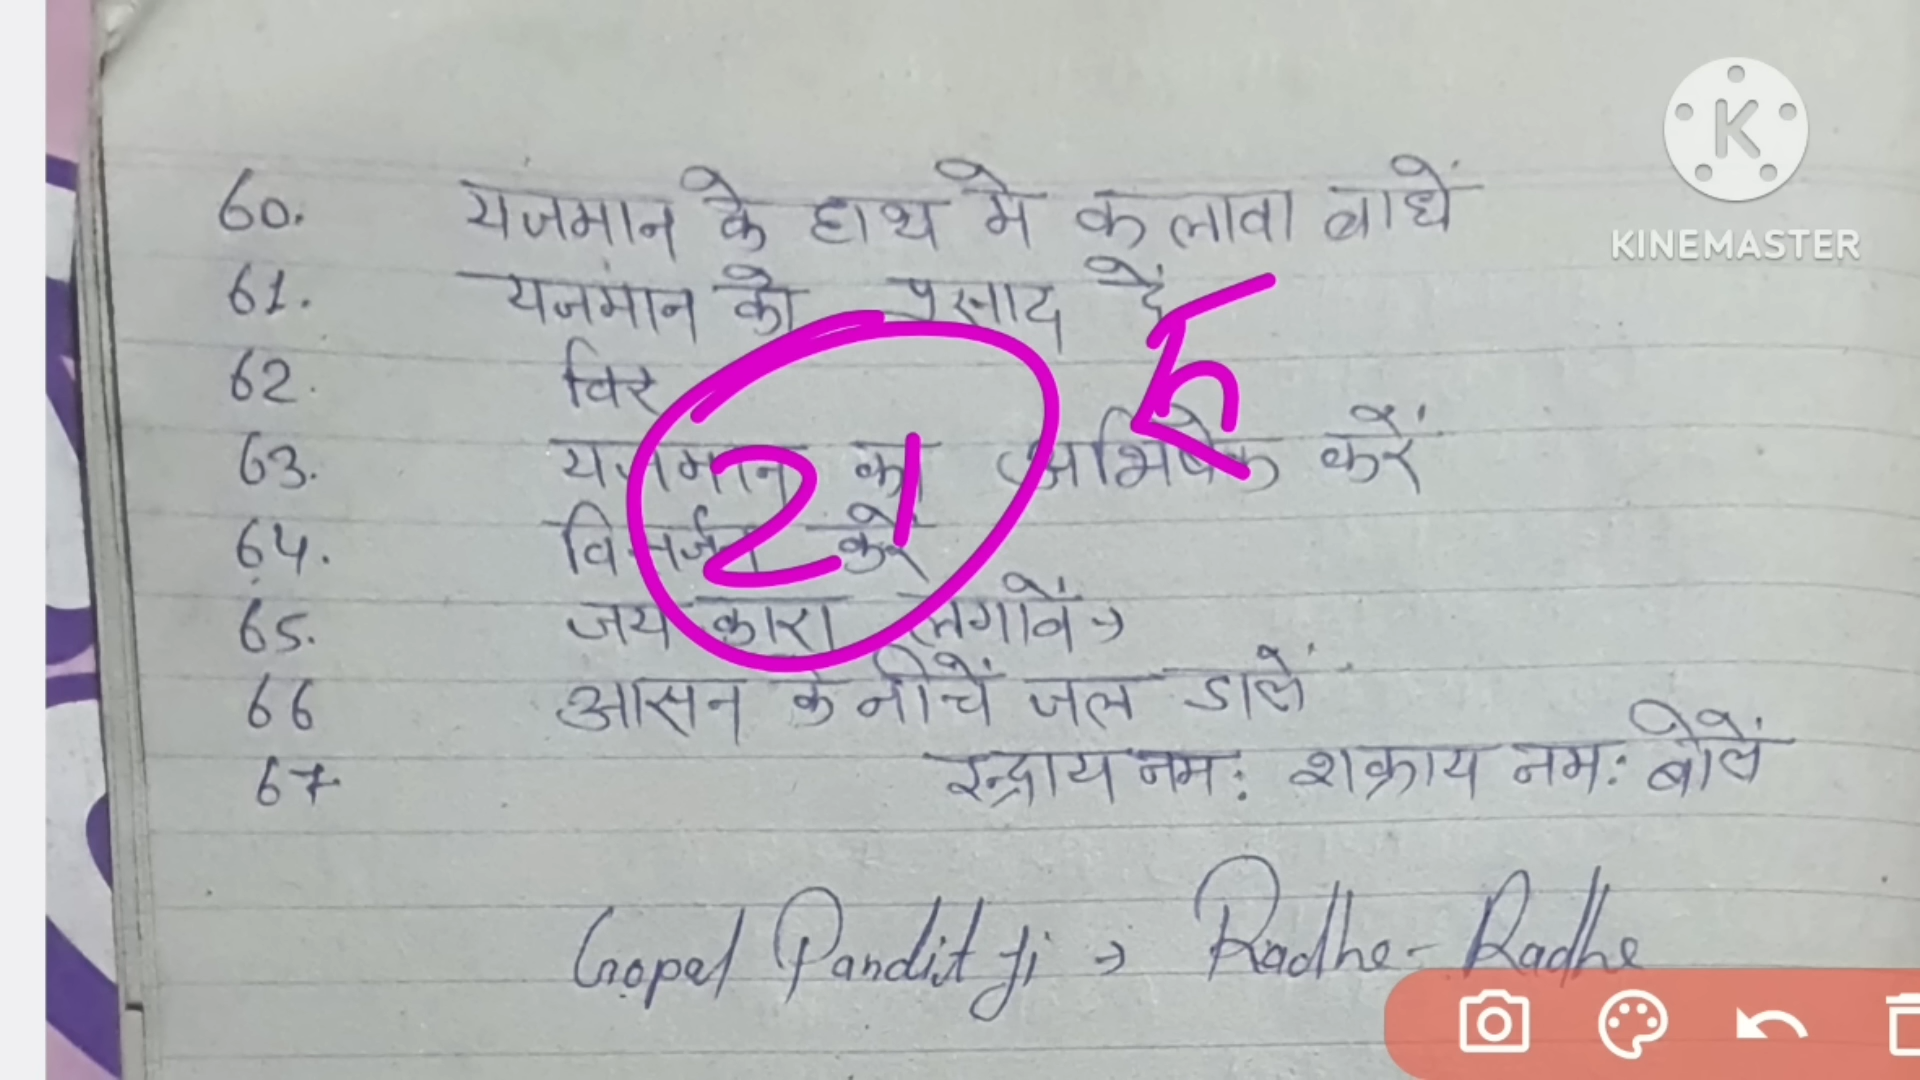 60. यजमान के हाथ मे कलावा बाधें
61. यजमान को प्रसाद दें
62. विर
63. यजमान का अभिषेक करें
64. विसर्जन करें
65. जय कारा लगावें →
66 आसन के नीचें जल डालें
67 इन्द्राय नमः शक्राय नमः बोलें
21
Gopal Pandit Ji → Radhe - Radhe
K
KINEMASTER